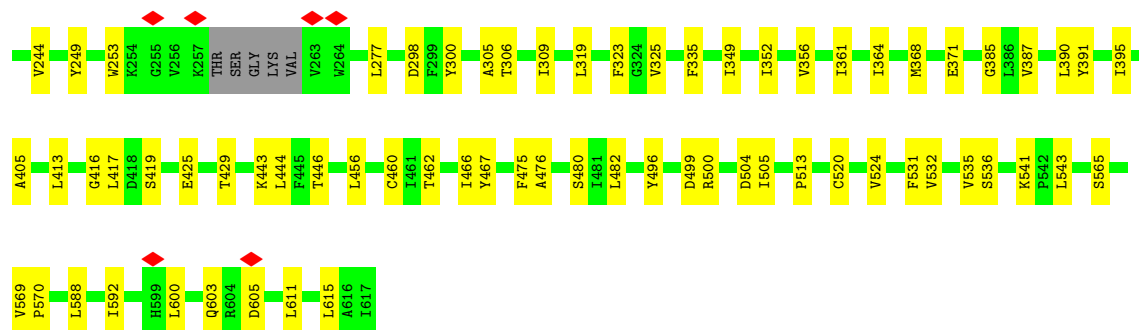 V244 Y249 W253 K254 G255 V256 K257 THR SER GLY LYS VAL V263 W264 L277 D298 F299 Y300 A305 T306 I309 L319 F323 G324 V325 F335 I349 I352 V356 I361 I364 M368 E371 G385 L386 V387 L390 Y391 I395
A405 L413 G416 L417 D418 S419 E425 T429 K443 L444 F445 T446 L456 C460 I461 T462 I466 Y467 F475 A476 S480 I481 L482 Y496 D499 R500 D504 I505 P513 C520 V524 F531 V532 V535 S536 K541 P542 L543 S565
V569 P570 L588 I592 H599 L600 Q603 R604 D605 L611 L615 A616 I617